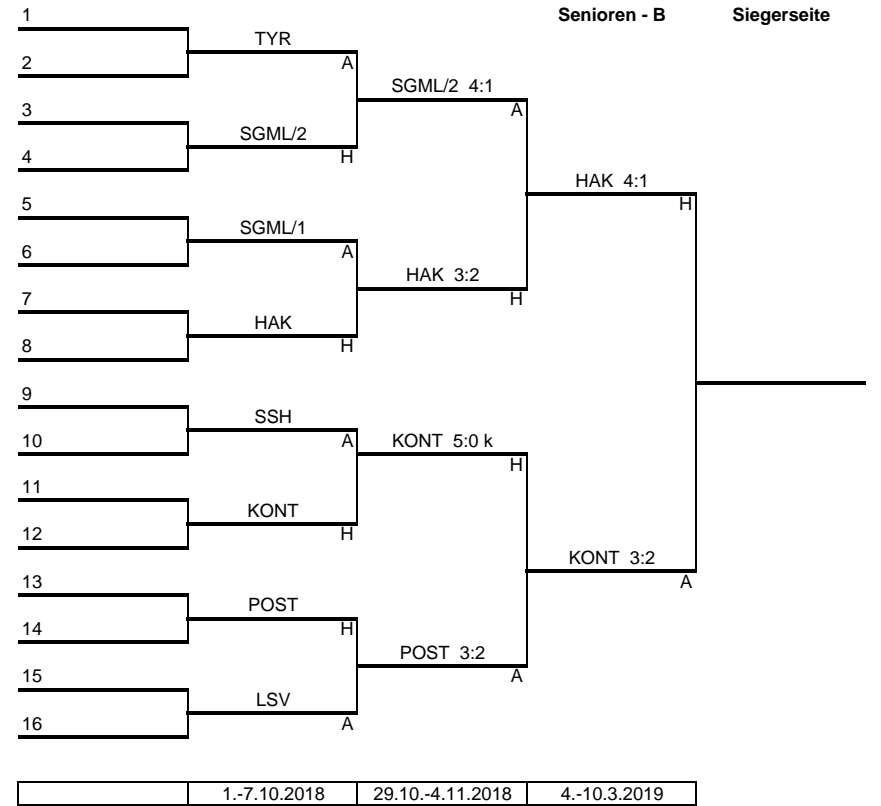 1
Senioren - B Siegerseite
TYR
2 A
SGML/2 4:1
3 A
SGML/2
4 H
HAK 4:1
5 H
SGML/1
6 A
HAK 3:2
7 H
HAK
8 H
9
SSH
10 A KONT 5:0 k
H
11
KONT
12 H
KONT 3:2
13 A
POST
14 H
POST 3:2
15 A
LSV
16 A
1.-7.10.2018 29.10.-4.11.2018 4.-10.3.2019